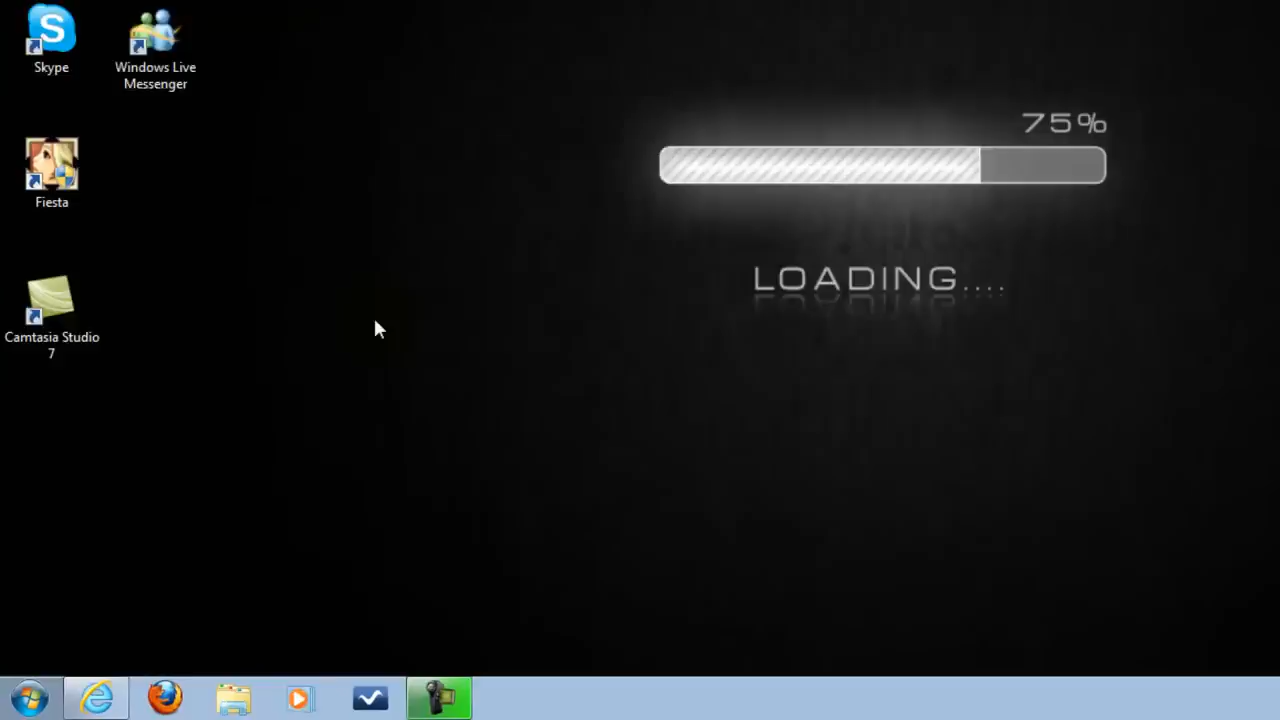 Skype
Windows Live
Messenger
Fiesta
Camtasia Studio
7
75%
LOADING....